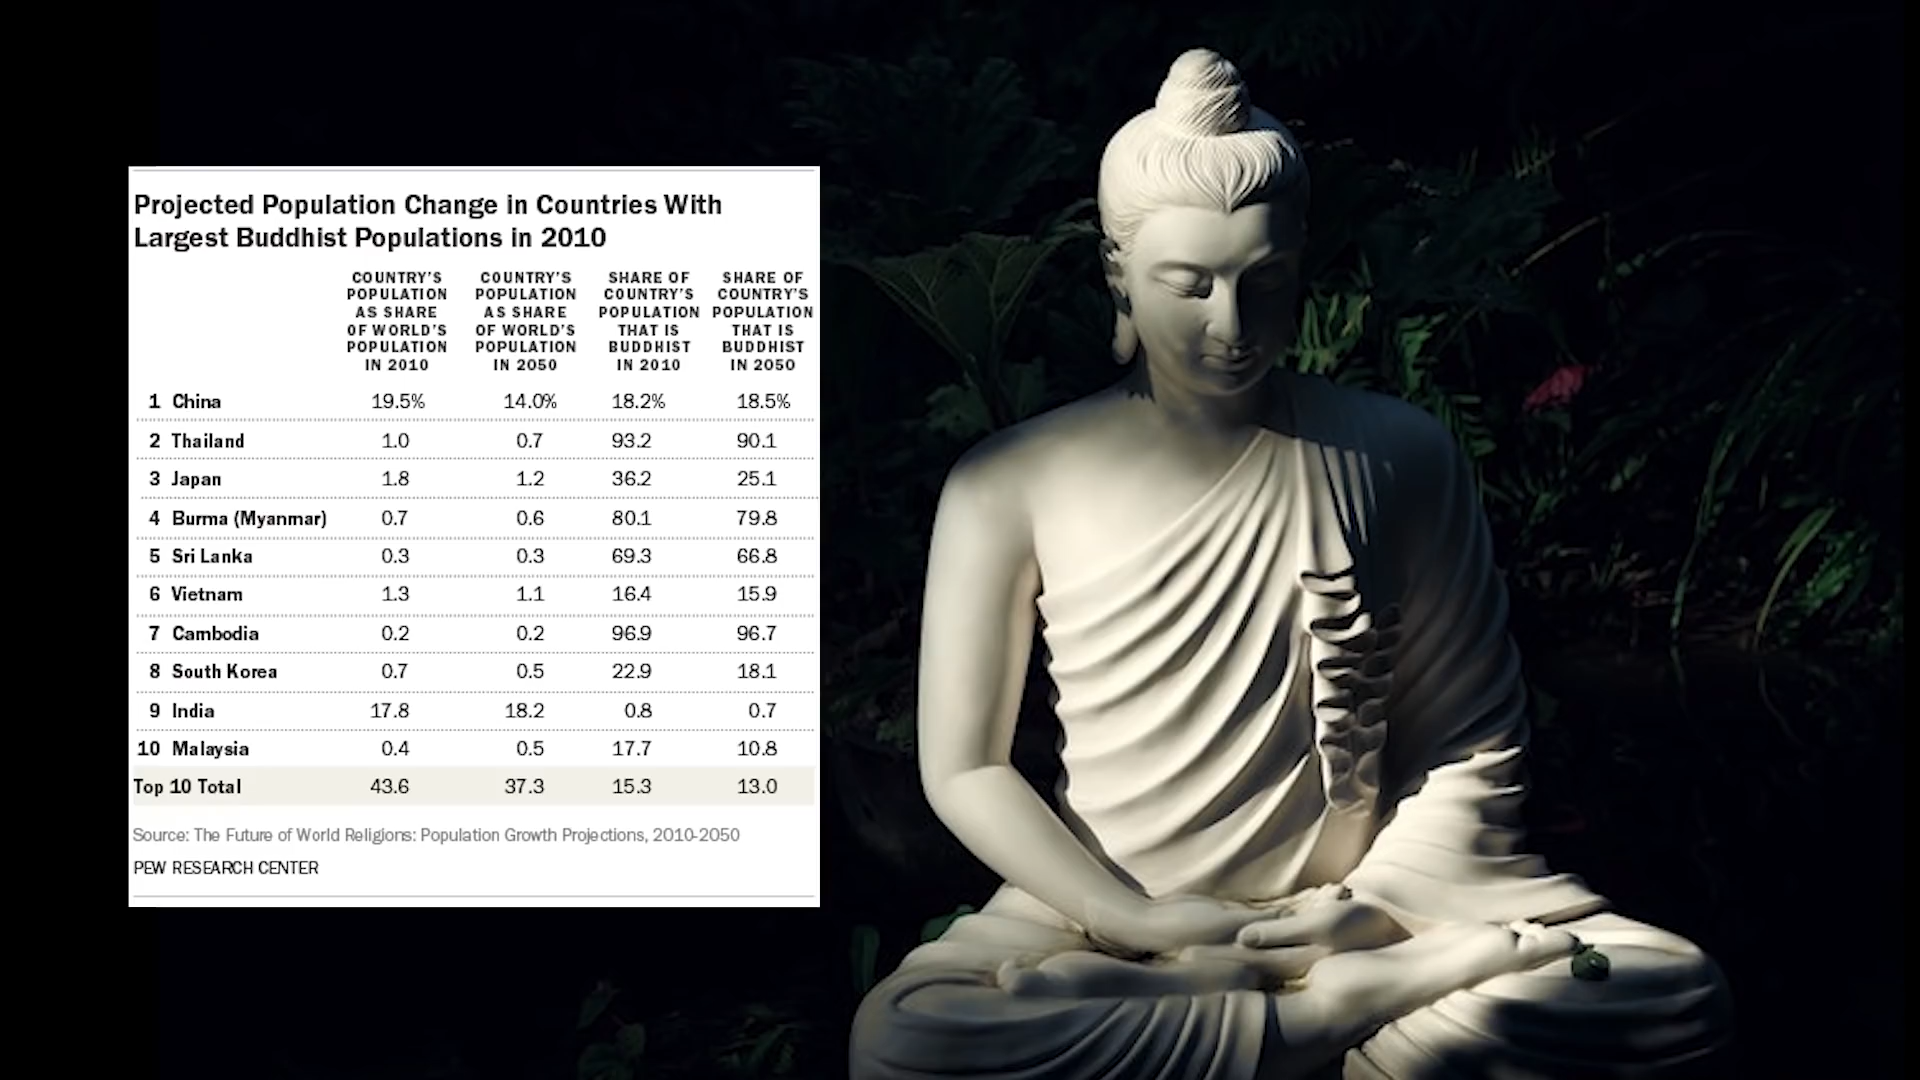 Projected Population Change in Countries With
Largest Buddhist Populations in 2010
COUNTRY'S POPULATION AS SHARE OF WORLD'S POPULATION IN 2010 COUNTRY'S POPULATION AS SHARE OF WORLD'S POPULATION IN 2050 SHARE OF COUNTRY'S POPULATION THAT IS BUDDHIST IN 2010 SHARE OF COUNTRY'S POPULATION THAT IS BUDDHIST IN 2050
1 China 19.5% 14.0% 18.2% 18.5%
2 Thailand 1.0 0.7 93.2 90.1
3 Japan 1.8 1.2 36.2 25.1
4 Burma (Myanmar) 0.7 0.6 80.1 79.8
5 Sri Lanka 0.3 0.3 69.3 66.8
6 Vietnam 1.3 1.1 16.4 15.9
7 Cambodia 0.2 0.2 96.9 96.7
8 South Korea 0.7 0.5 22.9 18.1
9 India 17.8 18.2 0.8 0.7
10 Malaysia 0.4 0.5 17.7 10.8
Top 10 Total 43.6 37.3 15.3 13.0
Source: The Future of World Religions: Population Growth Projections, 2010-2050
PEW RESEARCH CENTER